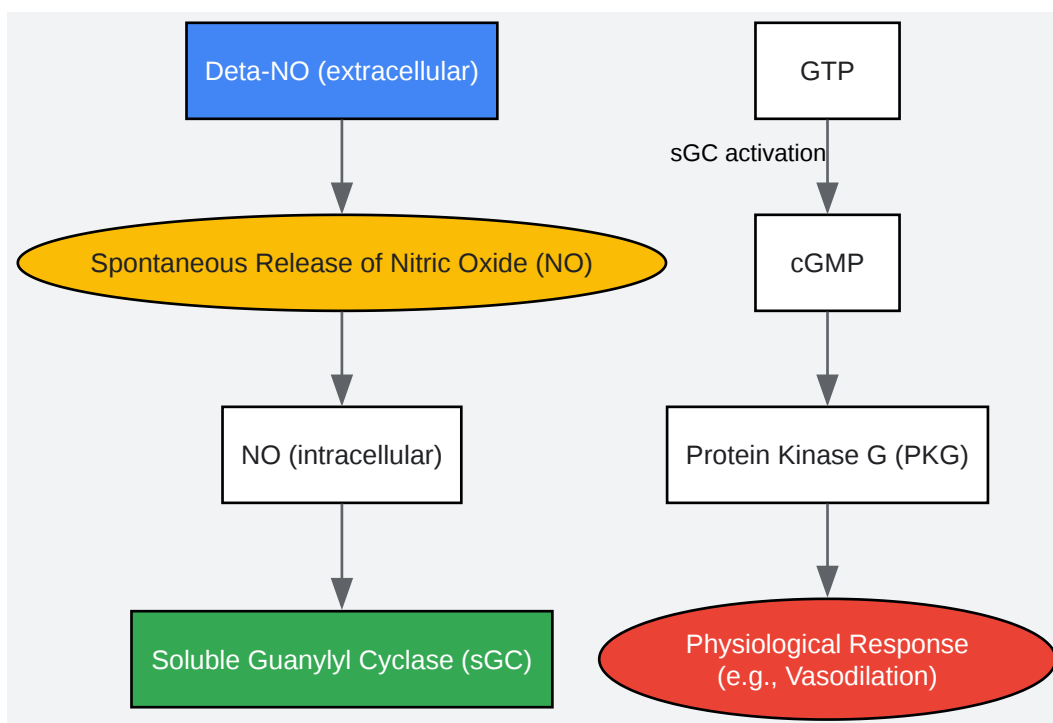 Deta-NO (extracellular)
Spontaneous Release of Nitric Oxide (NO)
NO (intracellular)
Soluble Guanylyl Cyclase (sGC)
GTP
sGC activation
cGMP
Protein Kinase G (PKG)
Physiological Response
(e.g., Vasodilation)